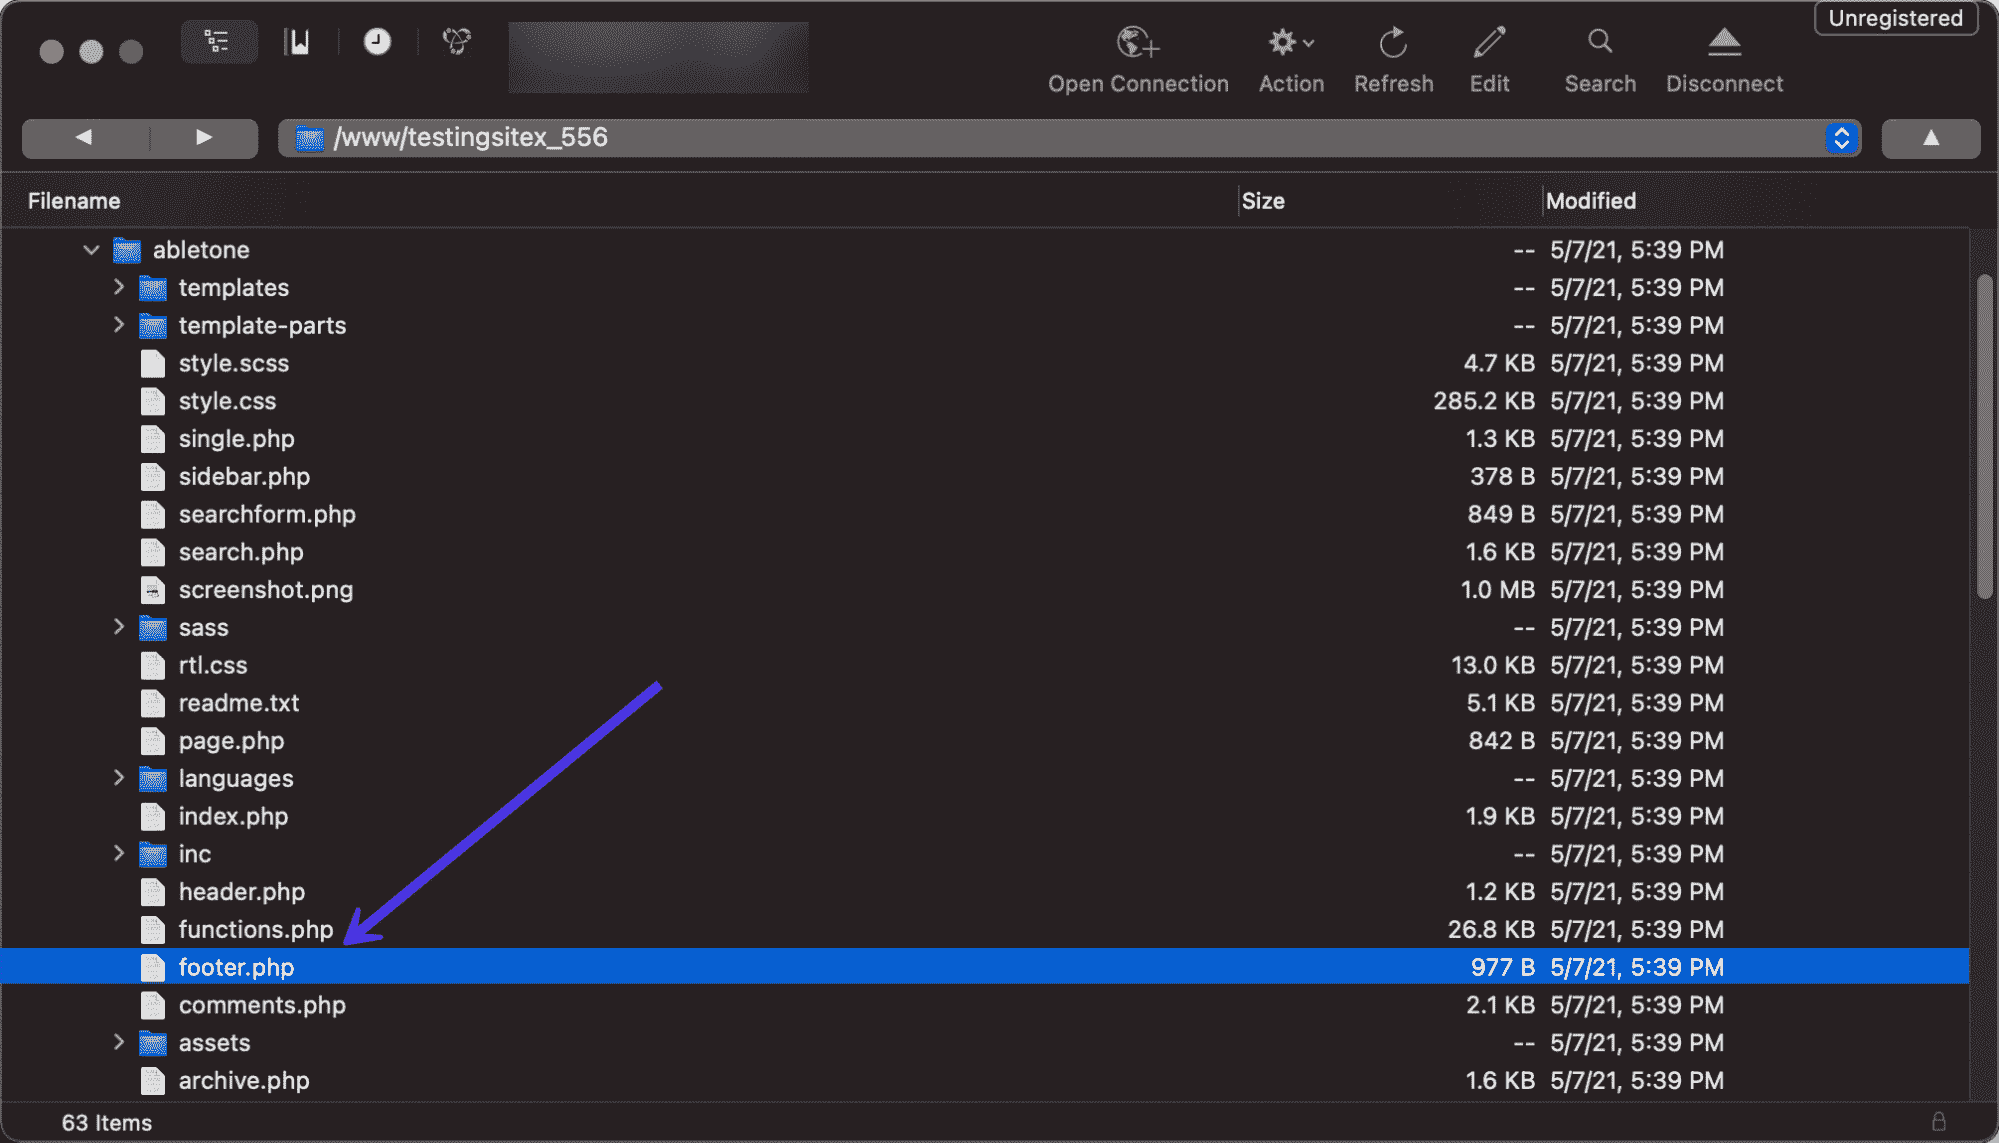 Unregistered
Open Connection Action Refresh Edit Search Disconnect
/www/testingsitex_556
Filename Size Modified
abletone -- 5/7/21, 5:39 PM
templates -- 5/7/21, 5:39 PM
template-parts -- 5/7/21, 5:39 PM
style.scss 4.7 KB 5/7/21, 5:39 PM
style.css 285.2 KB 5/7/21, 5:39 PM
single.php 1.3 KB 5/7/21, 5:39 PM
sidebar.php 378 B 5/7/21, 5:39 PM
searchform.php 849 B 5/7/21, 5:39 PM
search.php 1.6 KB 5/7/21, 5:39 PM
screenshot.png 1.0 MB 5/7/21, 5:39 PM
sass -- 5/7/21, 5:39 PM
rtl.css 13.0 KB 5/7/21, 5:39 PM
readme.txt 5.1 KB 5/7/21, 5:39 PM
page.php 842 B 5/7/21, 5:39 PM
languages -- 5/7/21, 5:39 PM
index.php 1.9 KB 5/7/21, 5:39 PM
inc -- 5/7/21, 5:39 PM
header.php 1.2 KB 5/7/21, 5:39 PM
functions.php 26.8 KB 5/7/21, 5:39 PM
footer.php 977 B 5/7/21, 5:39 PM
comments.php 2.1 KB 5/7/21, 5:39 PM
assets -- 5/7/21, 5:39 PM
archive.php 1.6 KB 5/7/21, 5:39 PM
63 Items